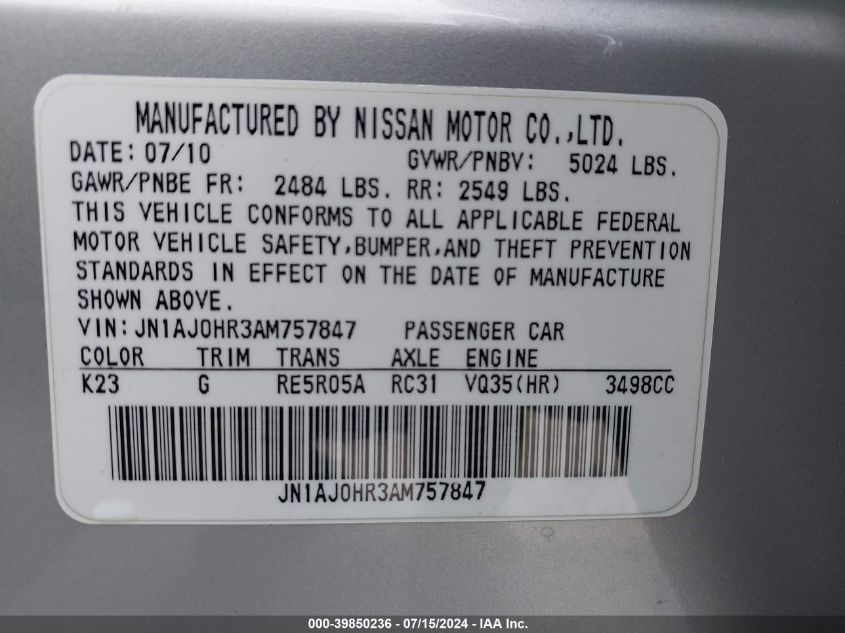 MANUFACTURED BY NISSAN MOTOR CO.,LTD.
DATE: 07/10 GVWR/PNBV: 5024 LBS.
GAWR/PNBE FR: 2484 LBS. RR: 2549 LBS.
THIS VEHICLE CONFORMS TO ALL APPLICABLE FEDERAL
MOTOR VEHICLE SAFETY,BUMPER,AND THEFT PREVENTION
STANDARDS IN EFFECT ON THE DATE OF MANUFACTURE
SHOWN ABOVE.
VIN: JN1AJ0HR3AM757847 PASSENGER CAR
COLOR TRIM TRANS AXLE ENGINE
K23 G RE5R05A RC31 VQ35(HR) 3498CC
JN1AJ0HR3AM757847
000-39850236 - 07/15/2024 - IAA Inc.